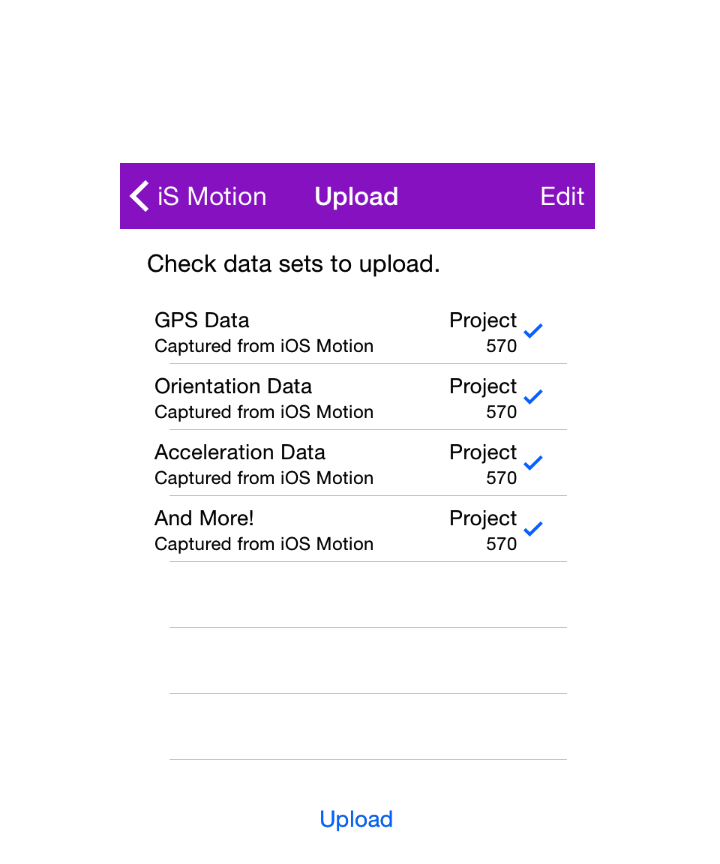 iS Motion Upload Edit
Check data sets to upload.
GPS Data Project
Captured from iOS Motion 570
Orientation Data Project
Captured from iOS Motion 570
Acceleration Data Project
Captured from iOS Motion 570
And More! Project
Captured from iOS Motion 570
Upload